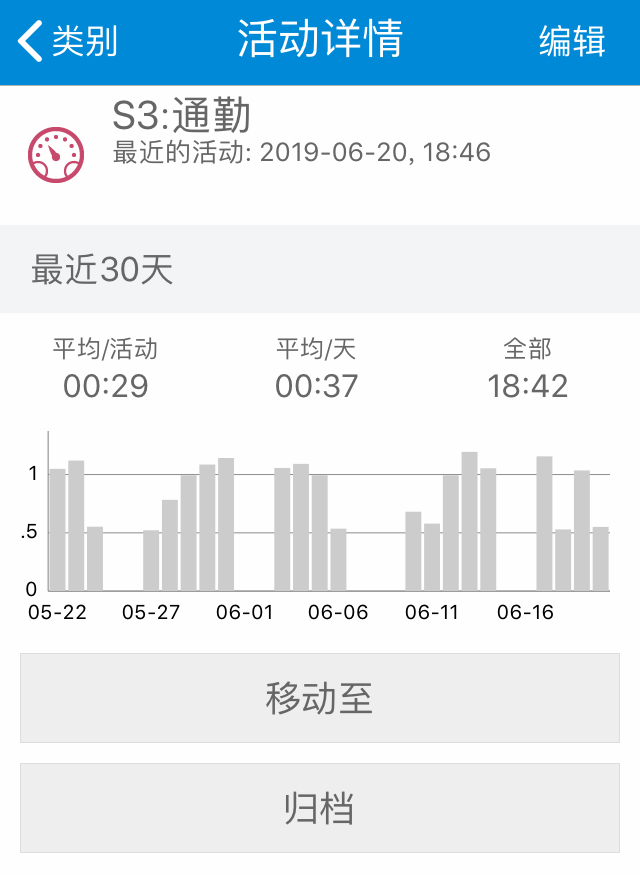 类别
活动详情
编辑
S3:通勤
最近的活动: 2019-06-20, 18:46
最近30天
平均/活动
平均/天
全部
00:29
00:37
18:42
1
.5
0
05-22
05-27
06-01
06-06
06-11
06-16
移动至
归档